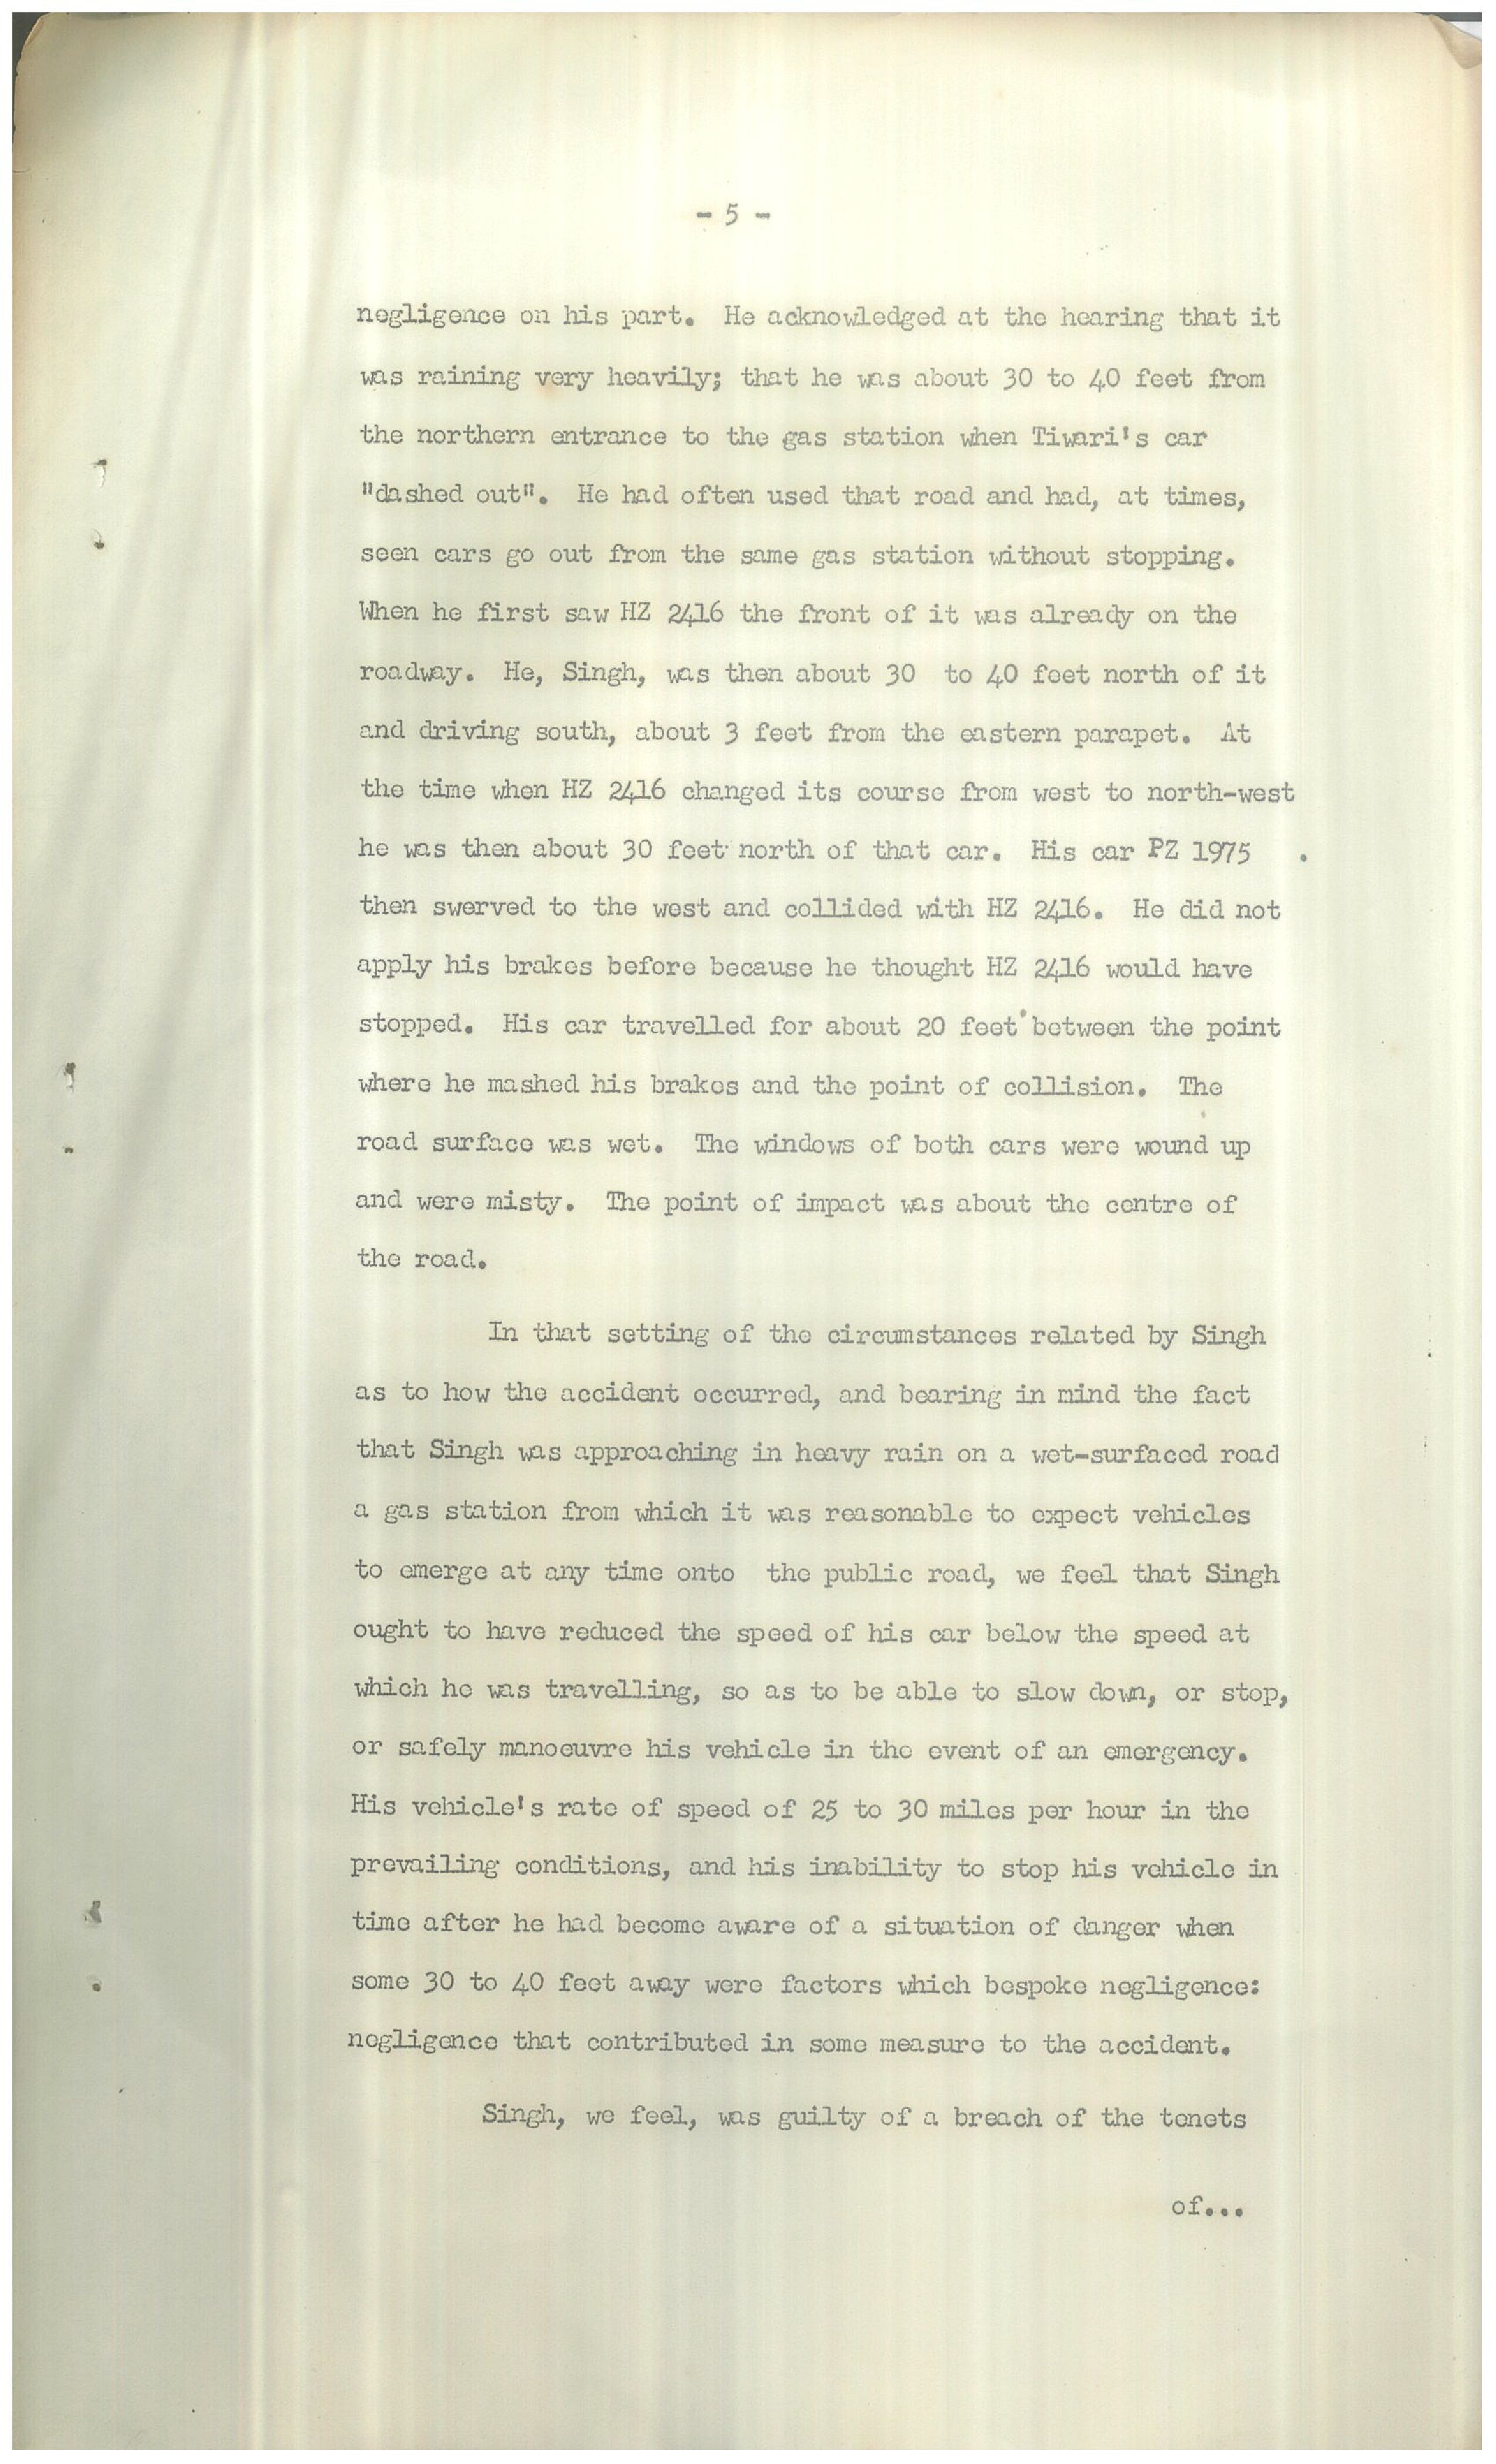 - 5 -
negligence on his part. He acknowledged at the hearing that it
was raining very heavily; that he was about 30 to 40 feet from
the northern entrance to the gas station when Tiwari's car
"dashed out". He had often used that road and had, at times,
seen cars go out from the same gas station without stopping.
When he first saw HZ 2416 the front of it was already on the
roadway. He, Singh, was then about 30 to 40 feet north of it
and driving south, about 3 feet from the eastern parapet. At
the time when HZ 2416 changed its course from west to north-west
he was then about 30 feet north of that car. His car PZ 1975
then swerved to the west and collided with HZ 2416. He did not
apply his brakes before because he thought HZ 2416 would have
stopped. His car travelled for about 20 feet between the point
where he mashed his brakes and the point of collision. The
road surface was wet. The windows of both cars were wound up
and were misty. The point of impact was about the centre of
the road.
In that setting of the circumstances related by Singh
as to how the accident occurred, and bearing in mind the fact
that Singh was approaching in heavy rain on a wet-surfaced road
a gas station from which it was reasonable to expect vehicles
to emerge at any time onto the public road, we feel that Singh
ought to have reduced the speed of his car below the speed at
which he was travelling, so as to be able to slow down, or stop,
or safely manoeuvre his vehicle in the event of an emergency.
His vehicle's rate of speed of 25 to 30 miles per hour in the
prevailing conditions, and his inability to stop his vehicle in
time after he had become aware of a situation of danger when
some 30 to 40 feet away were factors which bespoke negligence:
negligence that contributed in some measure to the accident.
Singh, we feel, was guilty of a breach of the tenets
of...